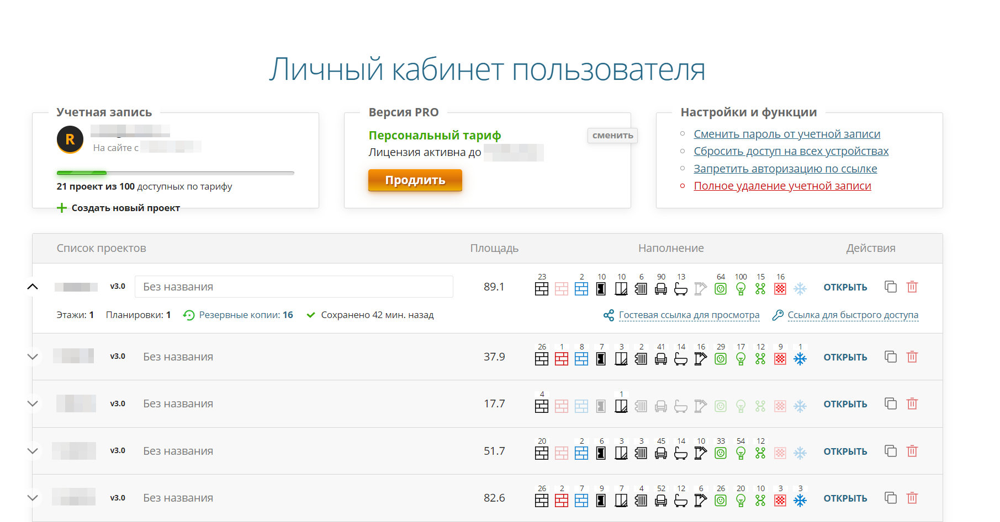 Личный кабинет пользователя
Учетная запись
R
На сайте с
21 проект из 100 доступных по тарифу
Создать новый проект
Версия PRO
Персональный тариф
сменить
Лицензия активна до
Продлить
Настройки и функции
Сменить пароль от учетной записи
Сбросить доступ на всех устройствах
Запретить авторизацию по ссылке
Полное удаление учетной записи
Список проектов Площадь Наполнение Действия
23 2 10 10 6 90 13 64 100 15 16
v3.0 Без названия 89.1 ОТКРЫТЬ
Этажи: 1 Планировки: 1 Резервные копии: 16 Сохранено 42 мин. назад Гостевая ссылка для просмотра Ссылка для быстрого доступа
26 1 8 7 3 2 41 14 16 29 17 12 9 1
v3.0 Без названия 37.9 ОТКРЫТЬ
4 1
v3.0 Без названия 17.7 ОТКРЫТЬ
20 2 6 3 3 45 14 10 33 54 12
v3.0 Без названия 51.7 ОТКРЫТЬ
26 2 7 9 7 4 52 12 6 26 20 10 3 3
v3.0 Без названия 82.6 ОТКРЫТЬ